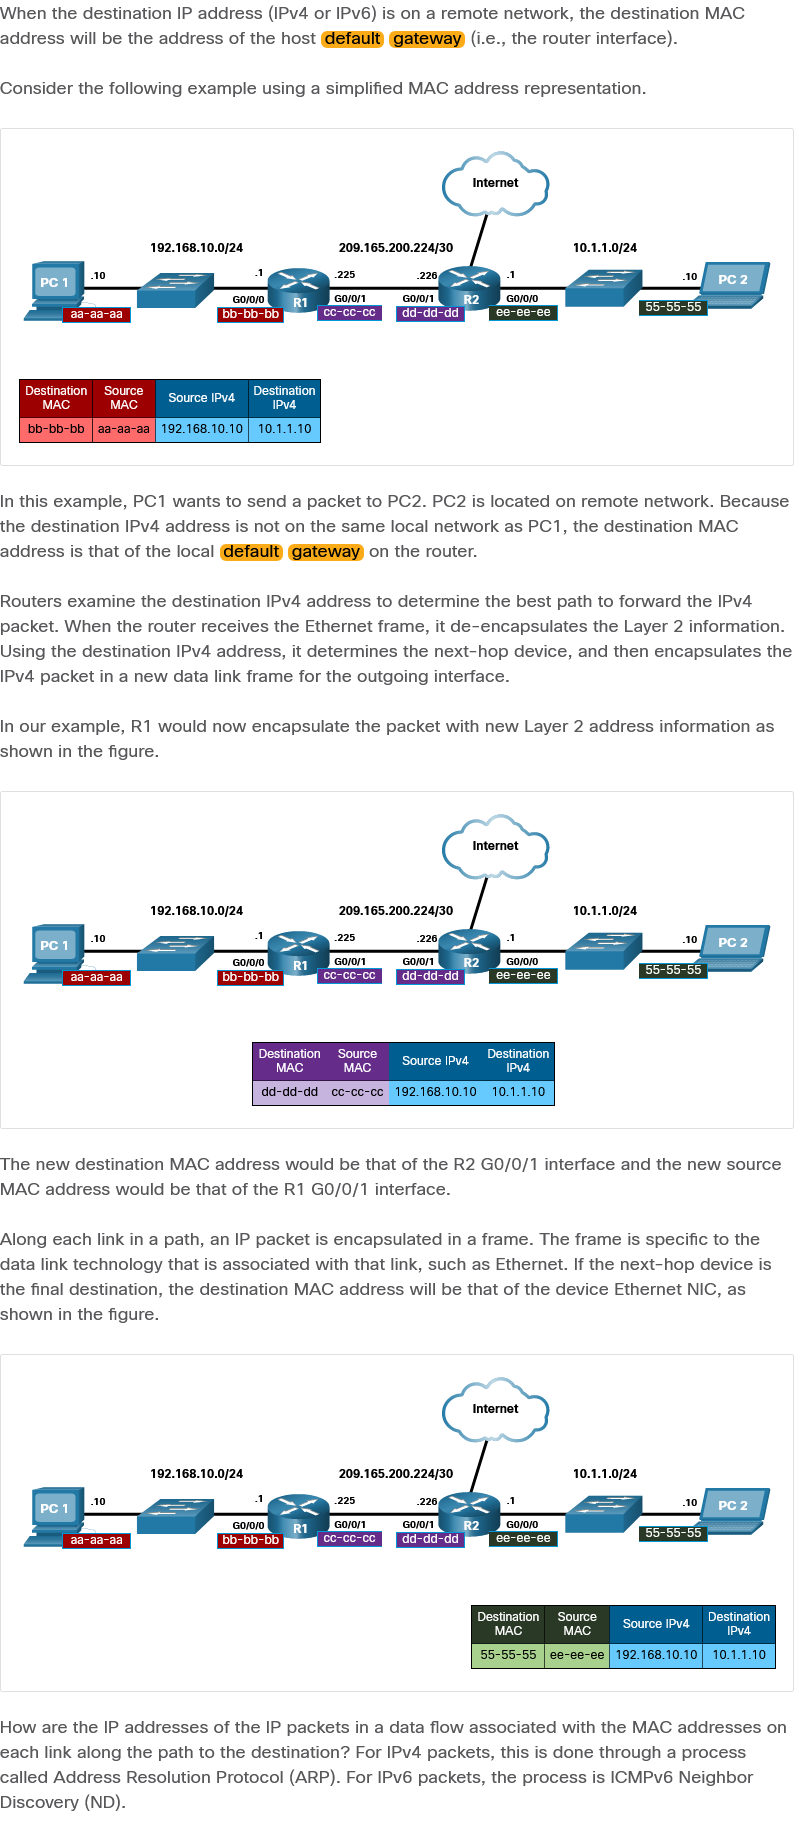 When the destination IP address (IPv4 or IPv6) is on a remote network, the destination MAC
address will be the address of the host default gateway (i.e., the router interface).
Consider the following example using a simplified MAC address representation.
Internet
192.168.10.0/24 209.165.200.224/30 10.1.1.0/24
PC 1 .10 .1 .225 .226 .1 .10 PC 2
G0/0/0 R1 G0/0/1 G0/0/1 R2 G0/0/0
aa-aa-aa bb-bb-bb cc-cc-cc dd-dd-dd ee-ee-ee 55-55-55
Destination MAC Source MAC Source IPv4 Destination IPv4
bb-bb-bb aa-aa-aa 192.168.10.10 10.1.1.10
In this example, PC1 wants to send a packet to PC2. PC2 is located on remote network. Because
the destination IPv4 address is not on the same local network as PC1, the destination MAC
address is that of the local default gateway on the router.
Routers examine the destination IPv4 address to determine the best path to forward the IPv4
packet. When the router receives the Ethernet frame, it de-encapsulates the Layer 2 information.
Using the destination IPv4 address, it determines the next-hop device, and then encapsulates the
IPv4 packet in a new data link frame for the outgoing interface.
In our example, R1 would now encapsulate the packet with new Layer 2 address information as
shown in the figure.
Internet
192.168.10.0/24 209.165.200.224/30 10.1.1.0/24
PC 1 .10 .1 .225 .226 .1 .10 PC 2
G0/0/0 R1 G0/0/1 G0/0/1 R2 G0/0/0
aa-aa-aa bb-bb-bb cc-cc-cc dd-dd-dd ee-ee-ee 55-55-55
Destination MAC Source MAC Source IPv4 Destination IPv4
dd-dd-dd cc-cc-cc 192.168.10.10 10.1.1.10
The new destination MAC address would be that of the R2 G0/0/1 interface and the new source
MAC address would be that of the R1 G0/0/1 interface.
Along each link in a path, an IP packet is encapsulated in a frame. The frame is specific to the
data link technology that is associated with that link, such as Ethernet. If the next-hop device is
the final destination, the destination MAC address will be that of the device Ethernet NIC, as
shown in the figure.
Internet
192.168.10.0/24 209.165.200.224/30 10.1.1.0/24
PC 1 .10 .1 .225 .226 .1 .10 PC 2
G0/0/0 R1 G0/0/1 G0/0/1 R2 G0/0/0
aa-aa-aa bb-bb-bb cc-cc-cc dd-dd-dd ee-ee-ee 55-55-55
Destination MAC Source MAC Source IPv4 Destination IPv4
55-55-55 ee-ee-ee 192.168.10.10 10.1.1.10
How are the IP addresses of the IP packets in a data flow associated with the MAC addresses on
each link along the path to the destination? For IPv4 packets, this is done through a process
called Address Resolution Protocol (ARP). For IPv6 packets, the process is ICMPv6 Neighbor
Discovery (ND).